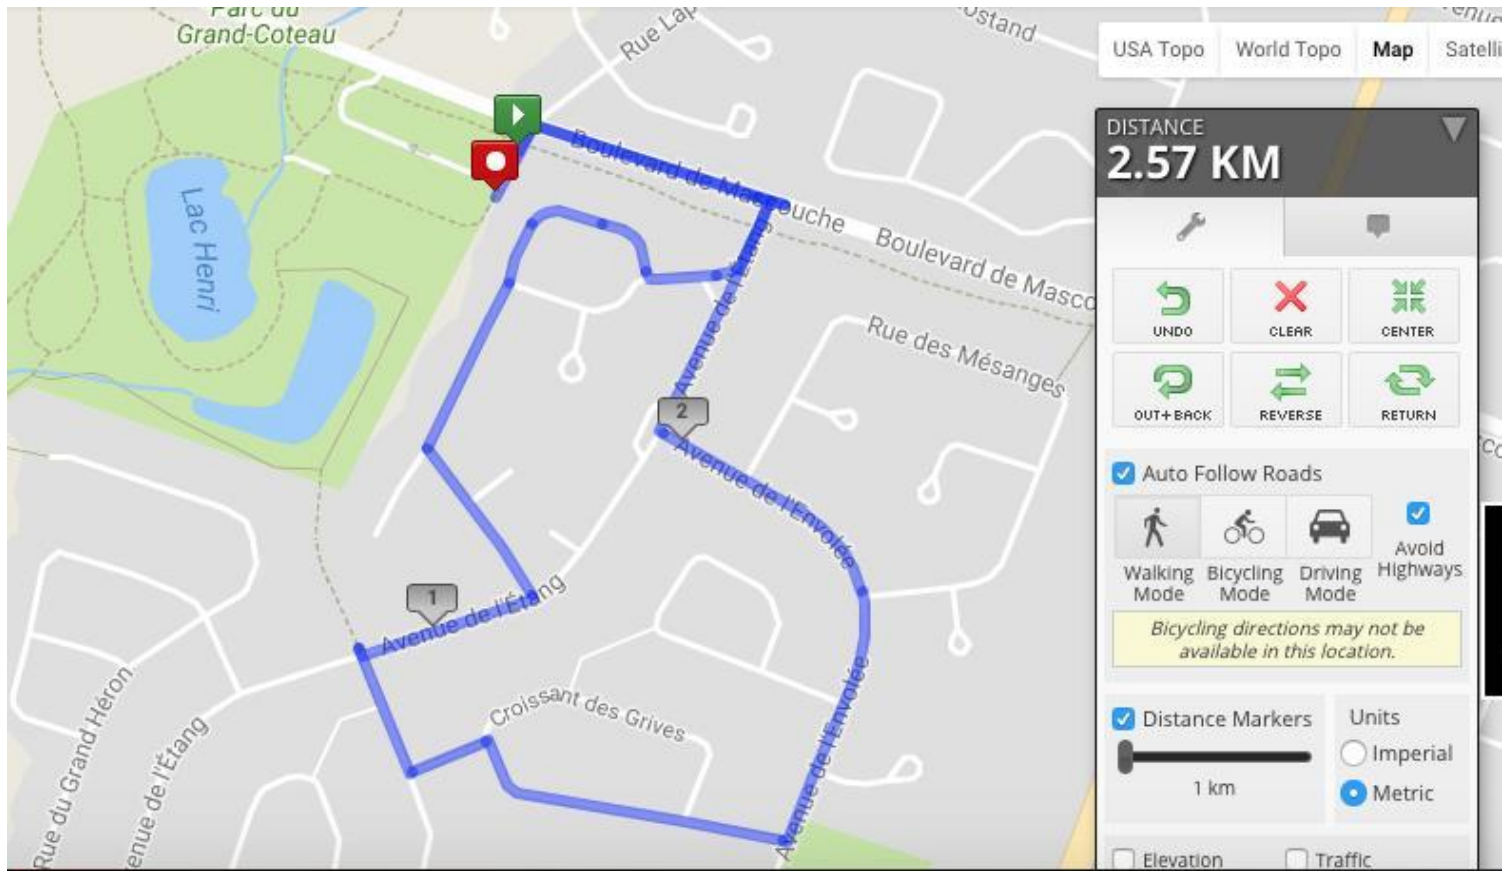 Parc du
Grand-Coteau
Rue Lap
ostand
USA Topo
World Topo
Map
Satelli
DISTANCE
2.57 KM
Boulevard de Mascouche
Boulevard de Masco
Lac Henri
Avenue de l'Étang
Rue des Mésanges
UNDO
CLEAR
CENTER
OUT+BACK
REVERSE
RETURN
2
Avenue de l'Envolée
Auto Follow Roads
Walking
Mode
Bicycling
Mode
Driving
Mode
Avoid
Highways
1
Avenue de l'Étang
Bicycling directions may not be
available in this location.
Croissant des Grives
Avenue de l'Envolée
Rue du Grand Héron
enue de l'Étang
Distance Markers
1 km
Units
Imperial
Metric
Elevation
Traffic